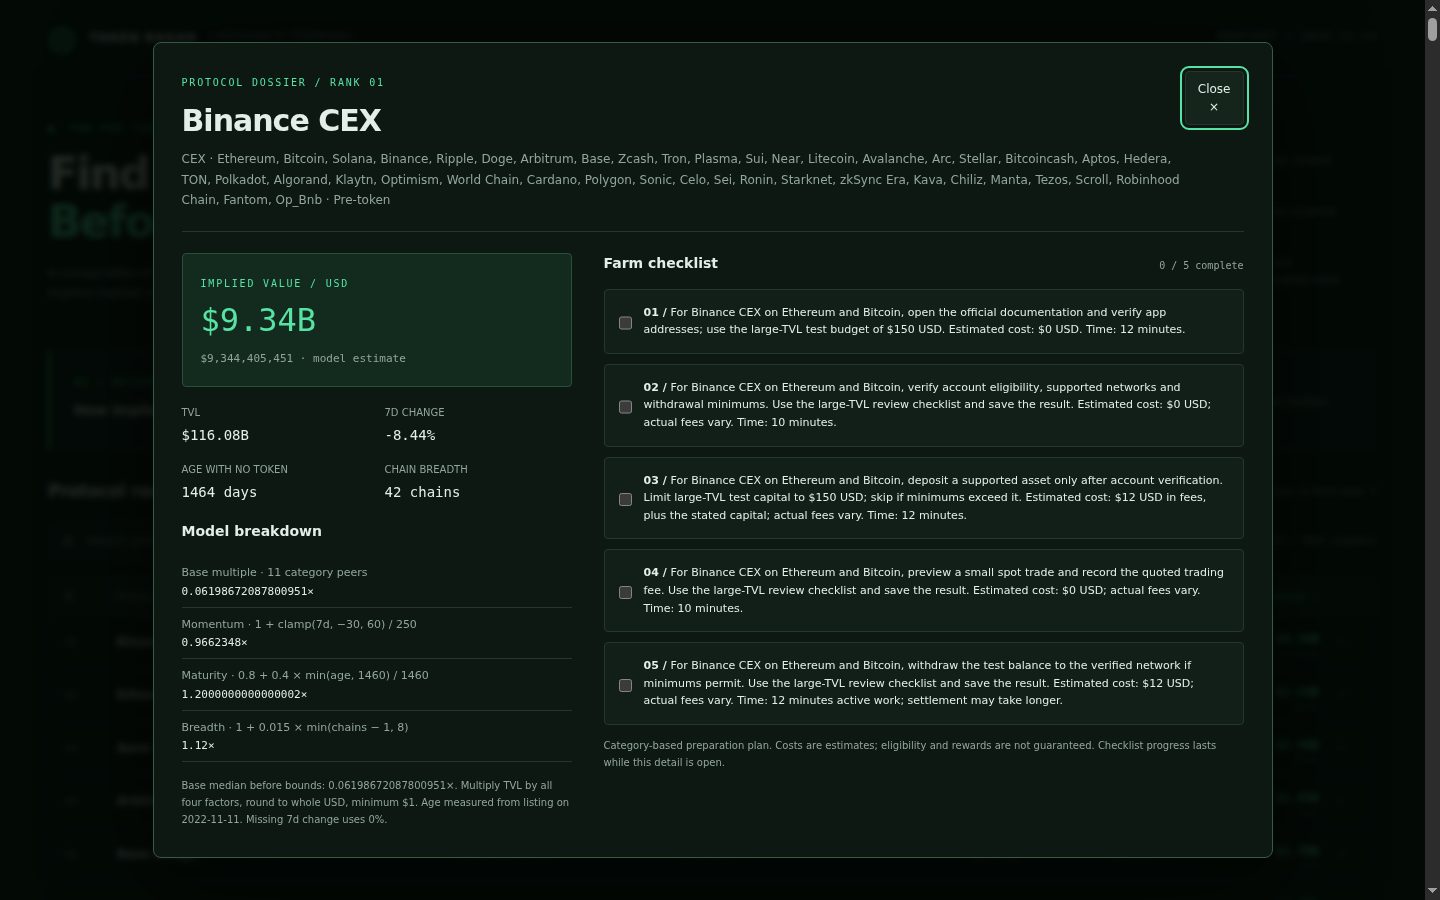 PROTOCOL DOSSIER / RANK 01
Close
×
Binance CEX
CEX · Ethereum, Bitcoin, Solana, Binance, Ripple, Doge, Arbitrum, Base, Zcash, Tron, Plasma, Sui, Near, Litecoin, Avalanche, Arc, Stellar, Bitcoincash, Aptos, Hedera,
TON, Polkadot, Algorand, Klaytn, Optimism, World Chain, Cardano, Polygon, Sonic, Celo, Sei, Ronin, Starknet, zkSync Era, Kava, Chiliz, Manta, Tezos, Scroll, Robinhood
Chain, Fantom, Op_Bnb · Pre-token
IMPLIED VALUE / USD
$9.34B
$9,344,405,451 · model estimate
TVL
$116.08B
7D CHANGE
-8.44%
AGE WITH NO TOKEN
1464 days
CHAIN BREADTH
42 chains
Model breakdown
Base multiple · 11 category peers
0.06198672087800951×
Momentum · 1 + clamp(7d, −30, 60) / 250
0.9662348×
Maturity · 0.8 + 0.4 × min(age, 1460) / 1460
1.2000000000000002×
Breadth · 1 + 0.015 × min(chains − 1, 8)
1.12×
Base median before bounds: 0.06198672087800951×. Multiply TVL by all
four factors, round to whole USD, minimum $1. Age measured from listing on
2022-11-11. Missing 7d change uses 0%.
Farm checklist
0 / 5 complete
01 / For Binance CEX on Ethereum and Bitcoin, open the official documentation and verify app
addresses; use the large-TVL test budget of $150 USD. Estimated cost: $0 USD. Time: 12 minutes.
02 / For Binance CEX on Ethereum and Bitcoin, verify account eligibility, supported networks and
withdrawal minimums. Use the large-TVL review checklist and save the result. Estimated cost: $0 USD;
actual fees vary. Time: 10 minutes.
03 / For Binance CEX on Ethereum and Bitcoin, deposit a supported asset only after account verification.
Limit large-TVL test capital to $150 USD; skip if minimums exceed it. Estimated cost: $12 USD in fees,
plus the stated capital; actual fees vary. Time: 12 minutes.
04 / For Binance CEX on Ethereum and Bitcoin, preview a small spot trade and record the quoted trading
fee. Use the large-TVL review checklist and save the result. Estimated cost: $0 USD; actual fees vary.
Time: 10 minutes.
05 / For Binance CEX on Ethereum and Bitcoin, withdraw the test balance to the verified network if
minimums permit. Use the large-TVL review checklist and save the result. Estimated cost: $12 USD;
actual fees vary. Time: 12 minutes active work; settlement may take longer.
Category-based preparation plan. Costs are estimates; eligibility and rewards are not guaranteed. Checklist progress lasts
while this detail is open.
Find
Befo